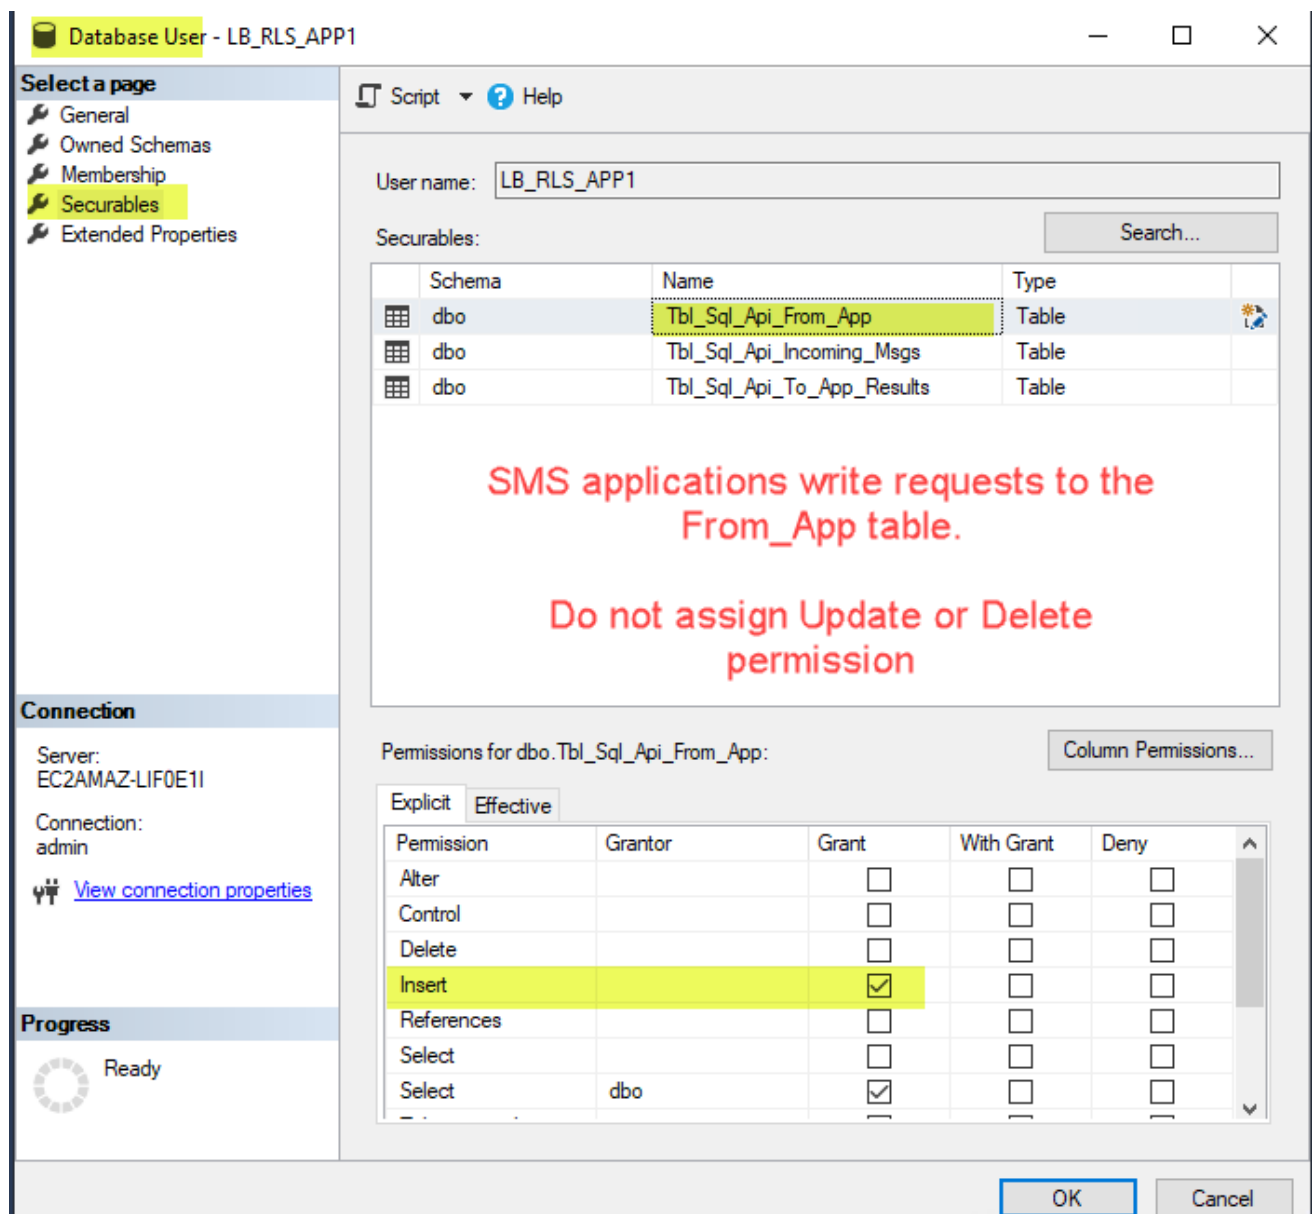 Database User - LB_RLS_APP1
Select a page
General
Owned Schemas
Membership
Securables
Extended Properties
Script
Help
User name: LB_RLS_APP1
Securables:
Search...
Schema Name Type
dbo Tbl_Sql_Api_From_App Table
dbo Tbl_Sql_Api_Incoming_Msgs Table
dbo Tbl_Sql_Api_To_App_Results Table
SMS applications write requests to the
From_App table.
Do not assign Update or Delete
permission
Connection
Server:
EC2AMAZ-LIF0E1I
Connection:
admin
View connection properties
Progress
Ready
Permissions for dbo.Tbl_Sql_Api_From_App:
Column Permissions...
Explicit Effective
Permission Grantor Grant With Grant Deny
Alter
Control
Delete
Insert
References
Select
Select dbo
OK Cancel